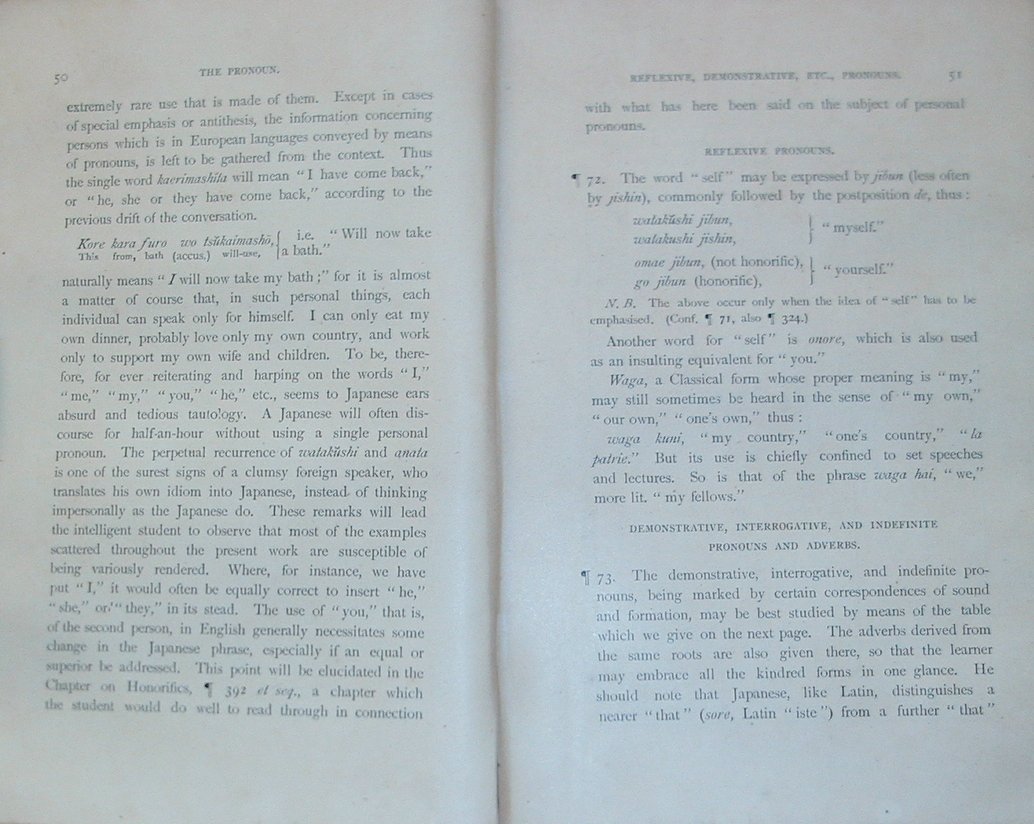 50
THE PRONOUN.
extremely rare use that is made of them. Except in cases
of special emphasis or antithesis, the information concerning
persons which is in European languages conveyed by means
of pronouns, is left to be gathered from the context. Thus
the single word kaerimashita will mean “I have come back,”
or “he, she or they have come back,” according to the
previous drift of the conversation.
Kore kara furo wo tsŭkaimashō, { i.e. “Will now take
This from, bath (accus.) will-use, a bath.”
naturally means “I will now take my bath ;” for it is almost
a matter of course that, in such personal things, each
individual can speak only for himself. I can only eat my
own dinner, probably love only my own country, and work
only to support my own wife and children. To be, there-
fore, for ever reiterating and harping on the words “I,”
“me,” “my,” “you,” “he,” etc., seems to Japanese ears
absurd and tedious tautology. A Japanese will often dis-
course for half-an-hour without using a single personal
pronoun. The perpetual recurrence of watakŭshi and anata
is one of the surest signs of a clumsy foreign speaker, who
translates his own idiom into Japanese, instead of thinking
impersonally as the Japanese do. These remarks will lead
the intelligent student to observe that most of the examples
scattered throughout the present work are susceptible of
being variously rendered. Where, for instance, we have
put “I,” it would often be equally correct to insert “he,”
“she,” or “they,” in its stead. The use of “you,” that is,
of the second person, in English generally necessitates some
change in the Japanese phrase, especially if an equal or
superior be addressed. This point will be elucidated in the
Chapter on Honorifics, ¶ 392 et seq., a chapter which
the student would do well to read through in connection
REFLEXIVE, DEMONSTRATIVE, ETC., PRONOUNS. 51
with what has here been said on the subject of personal
pronouns.
REFLEXIVE PRONOUNS.
¶ 72. The word “self” may be expressed by jibun (less often
by jishin), commonly followed by the postposition de, thus :
watakŭshi jibun,
watakushi jishin, } “myself.”
omae jibun, (not honorific),
go jibun (honorific), } “yourself.”
N. B. The above occur only when the idea of “self” has to be
emphasised. (Conf. ¶ 71, also ¶ 324.)
Another word for “self” is onore, which is also used
as an insulting equivalent for “you.”
Waga, a Classical form whose proper meaning is “my,”
may still sometimes be heard in the sense of “my own,”
“our own,” “one's own,” thus :
waga kuni, “my country,” “one's country,” “la
patrie.” But its use is chiefly confined to set speeches
and lectures. So is that of the phrase waga hai, “we,”
more lit. “my fellows.”
DEMONSTRATIVE, INTERROGATIVE, AND INDEFINITE
PRONOUNS AND ADVERBS.
¶ 73. The demonstrative, interrogative, and indefinite pro-
nouns, being marked by certain correspondences of sound
and formation, may be best studied by means of the table
which we give on the next page. The adverbs derived from
the same roots are also given there, so that the learner
may embrace all the kindred forms in one glance. He
should note that Japanese, like Latin, distinguishes a
nearer “that” (sore, Latin “iste”) from a further “that”